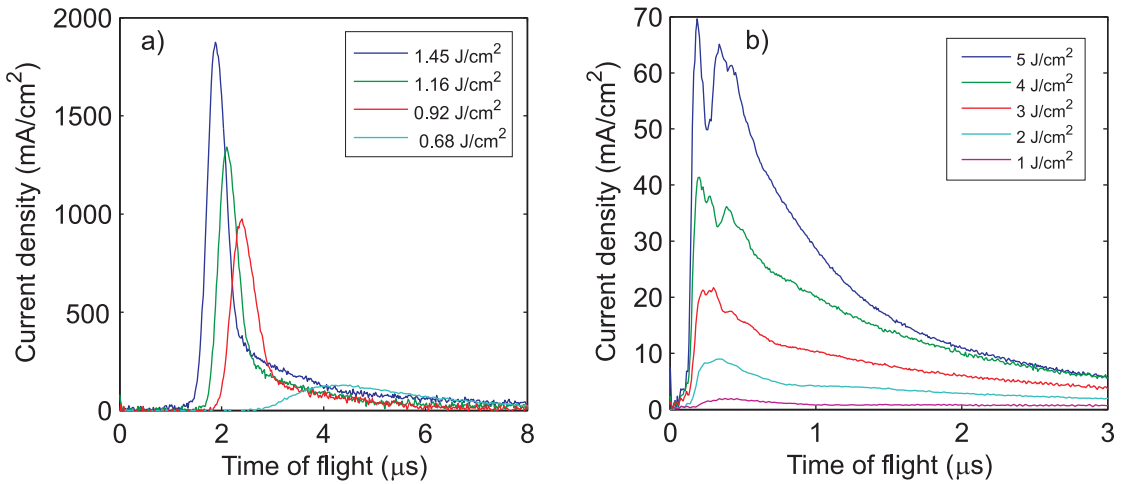 a)
1.45 J/cm²
1.16 J/cm²
0.92 J/cm²
0.68 J/cm²
2000
1500
1000
500
0
Current density (mA/cm²)
0 2 4 6 8
Time of flight (μs)
b)
5 J/cm²
4 J/cm²
3 J/cm²
2 J/cm²
1 J/cm²
70
60
50
40
30
20
10
0
Current density (mA/cm²)
0 1 2 3
Time of flight (μs)